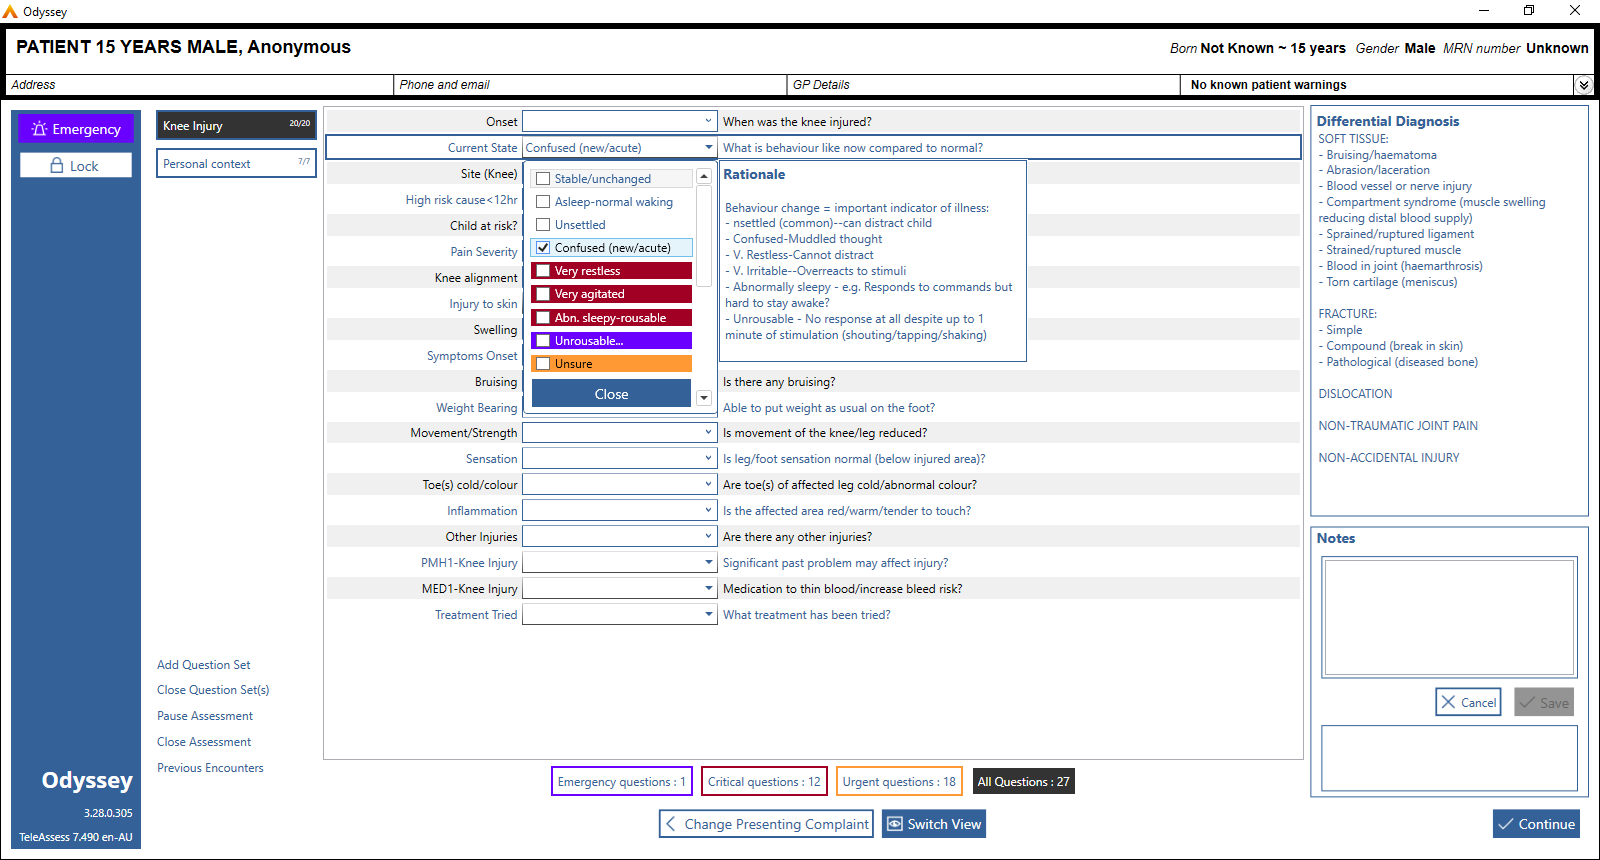 Odyssey
PATIENT 15 YEARS MALE, Anonymous
Born Not Known ~ 15 years Gender Male MRN number Unknown
Address
Phone and email
GP Details
No known patient warnings
Emergency
Lock
Knee Injury 20/20
Personal context 7/7
Add Question Set
Close Question Set(s)
Pause Assessment
Close Assessment
Previous Encounters
Odyssey
3.28.0.305
TeleAssess 7.490 en-AU
Onset When was the knee injured?
Current State Confused (new/acute) What is behaviour like now compared to normal?
Site (Knee)
High risk cause<12hr
Child at risk?
Pain Severity
Knee alignment
Injury to skin
Swelling
Symptoms Onset
Bruising Is there any bruising?
Weight Bearing Able to put weight as usual on the foot?
Movement/Strength Is movement of the knee/leg reduced?
Sensation Is leg/foot sensation normal (below injured area)?
Toe(s) cold/colour Are toe(s) of affected leg cold/abnormal colour?
Inflammation Is the affected area red/warm/tender to touch?
Other Injuries Are there any other injuries?
PMH1-Knee Injury Significant past problem may affect injury?
MED1-Knee Injury Medication to thin blood/increase bleed risk?
Treatment Tried What treatment has been tried?
Stable/unchanged
Asleep-normal waking
Unsettled
Confused (new/acute)
Very restless
Very agitated
Abn. sleepy-rousable
Unrousable...
Unsure
Close
Rationale
Behaviour change = important indicator of illness:
- nsettled (common)--can distract child
- Confused-Muddled thought
- V. Restless-Cannot distract
- V. Irritable--Overreacts to stimuli
- Abnormally sleepy - e.g. Responds to commands but
hard to stay awake?
- Unrousable - No response at all despite up to 1
minute of stimulation (shouting/tapping/shaking)
Emergency questions : 1
Critical questions : 12
Urgent questions : 18
All Questions : 27
Change Presenting Complaint
Switch View
Differential Diagnosis
SOFT TISSUE:
- Bruising/haematoma
- Abrasion/laceration
- Blood vessel or nerve injury
- Compartment syndrome (muscle swelling
reducing distal blood supply)
- Sprained/ruptured ligament
- Strained/ruptured muscle
- Blood in joint (haemarthrosis)
- Torn cartilage (meniscus)
FRACTURE:
- Simple
- Compound (break in skin)
- Pathological (diseased bone)
DISLOCATION
NON-TRAUMATIC JOINT PAIN
NON-ACCIDENTAL INJURY
Notes
Cancel
Save
Continue